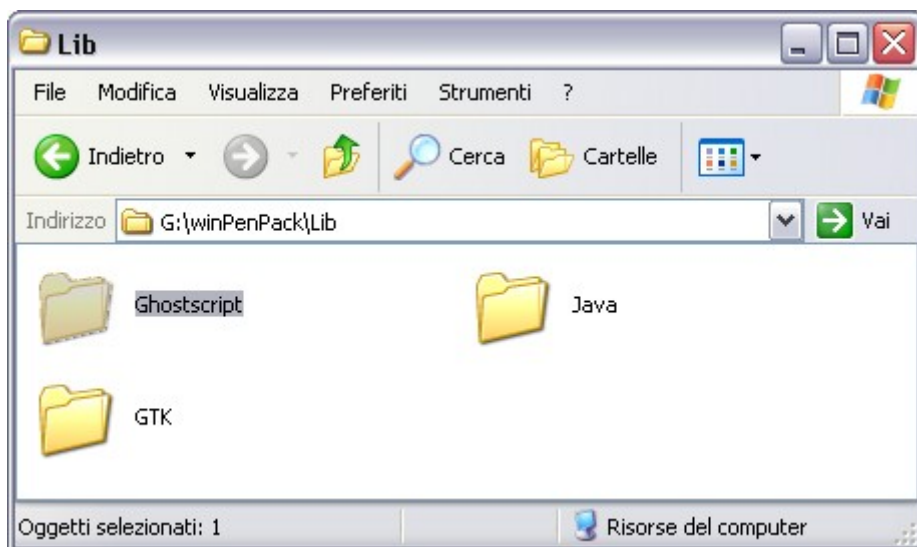 Lib
File Modifica Visualizza Preferiti Strumenti ?
Indietro Cerca Cartelle
Indirizzo G:\winPenPack\Lib Vai
Ghostscript Java
GTK
Oggetti selezionati: 1 Risorse del computer